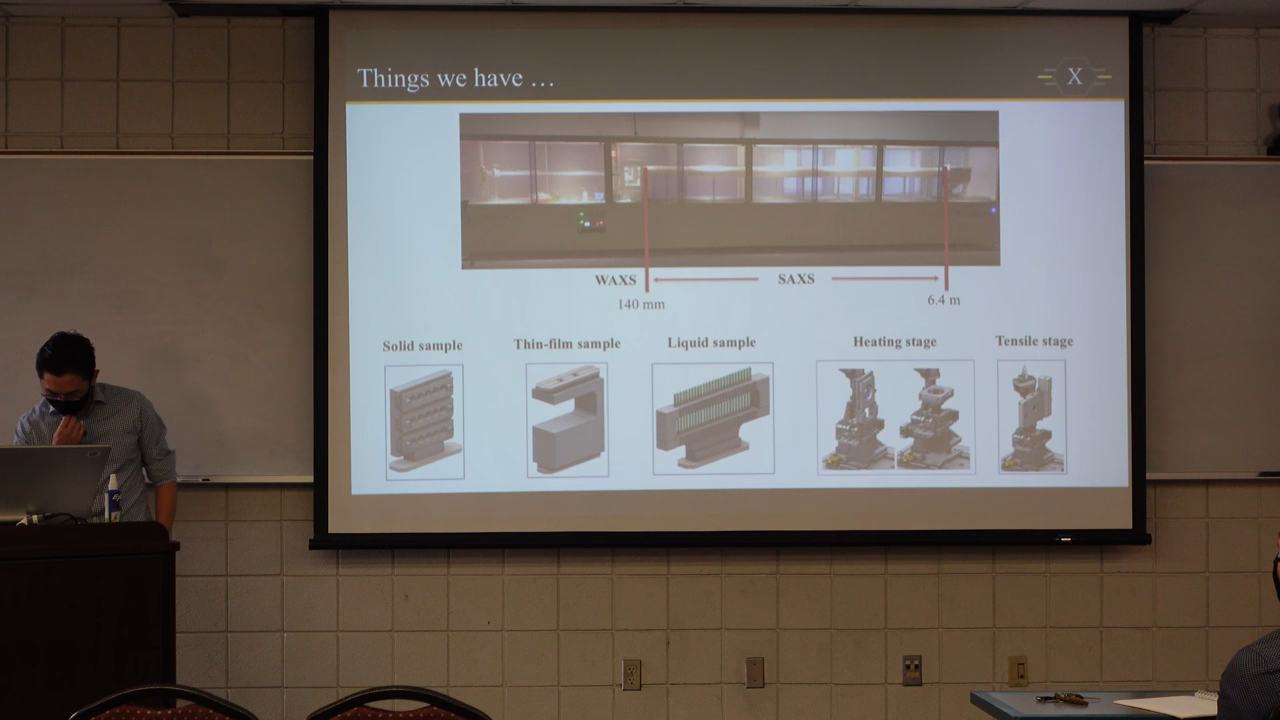 Things we have …
X
WAXS
SAXS
140 mm
6.4 m
Solid sample
Thin-film sample
Liquid sample
Heating stage
Tensile stage